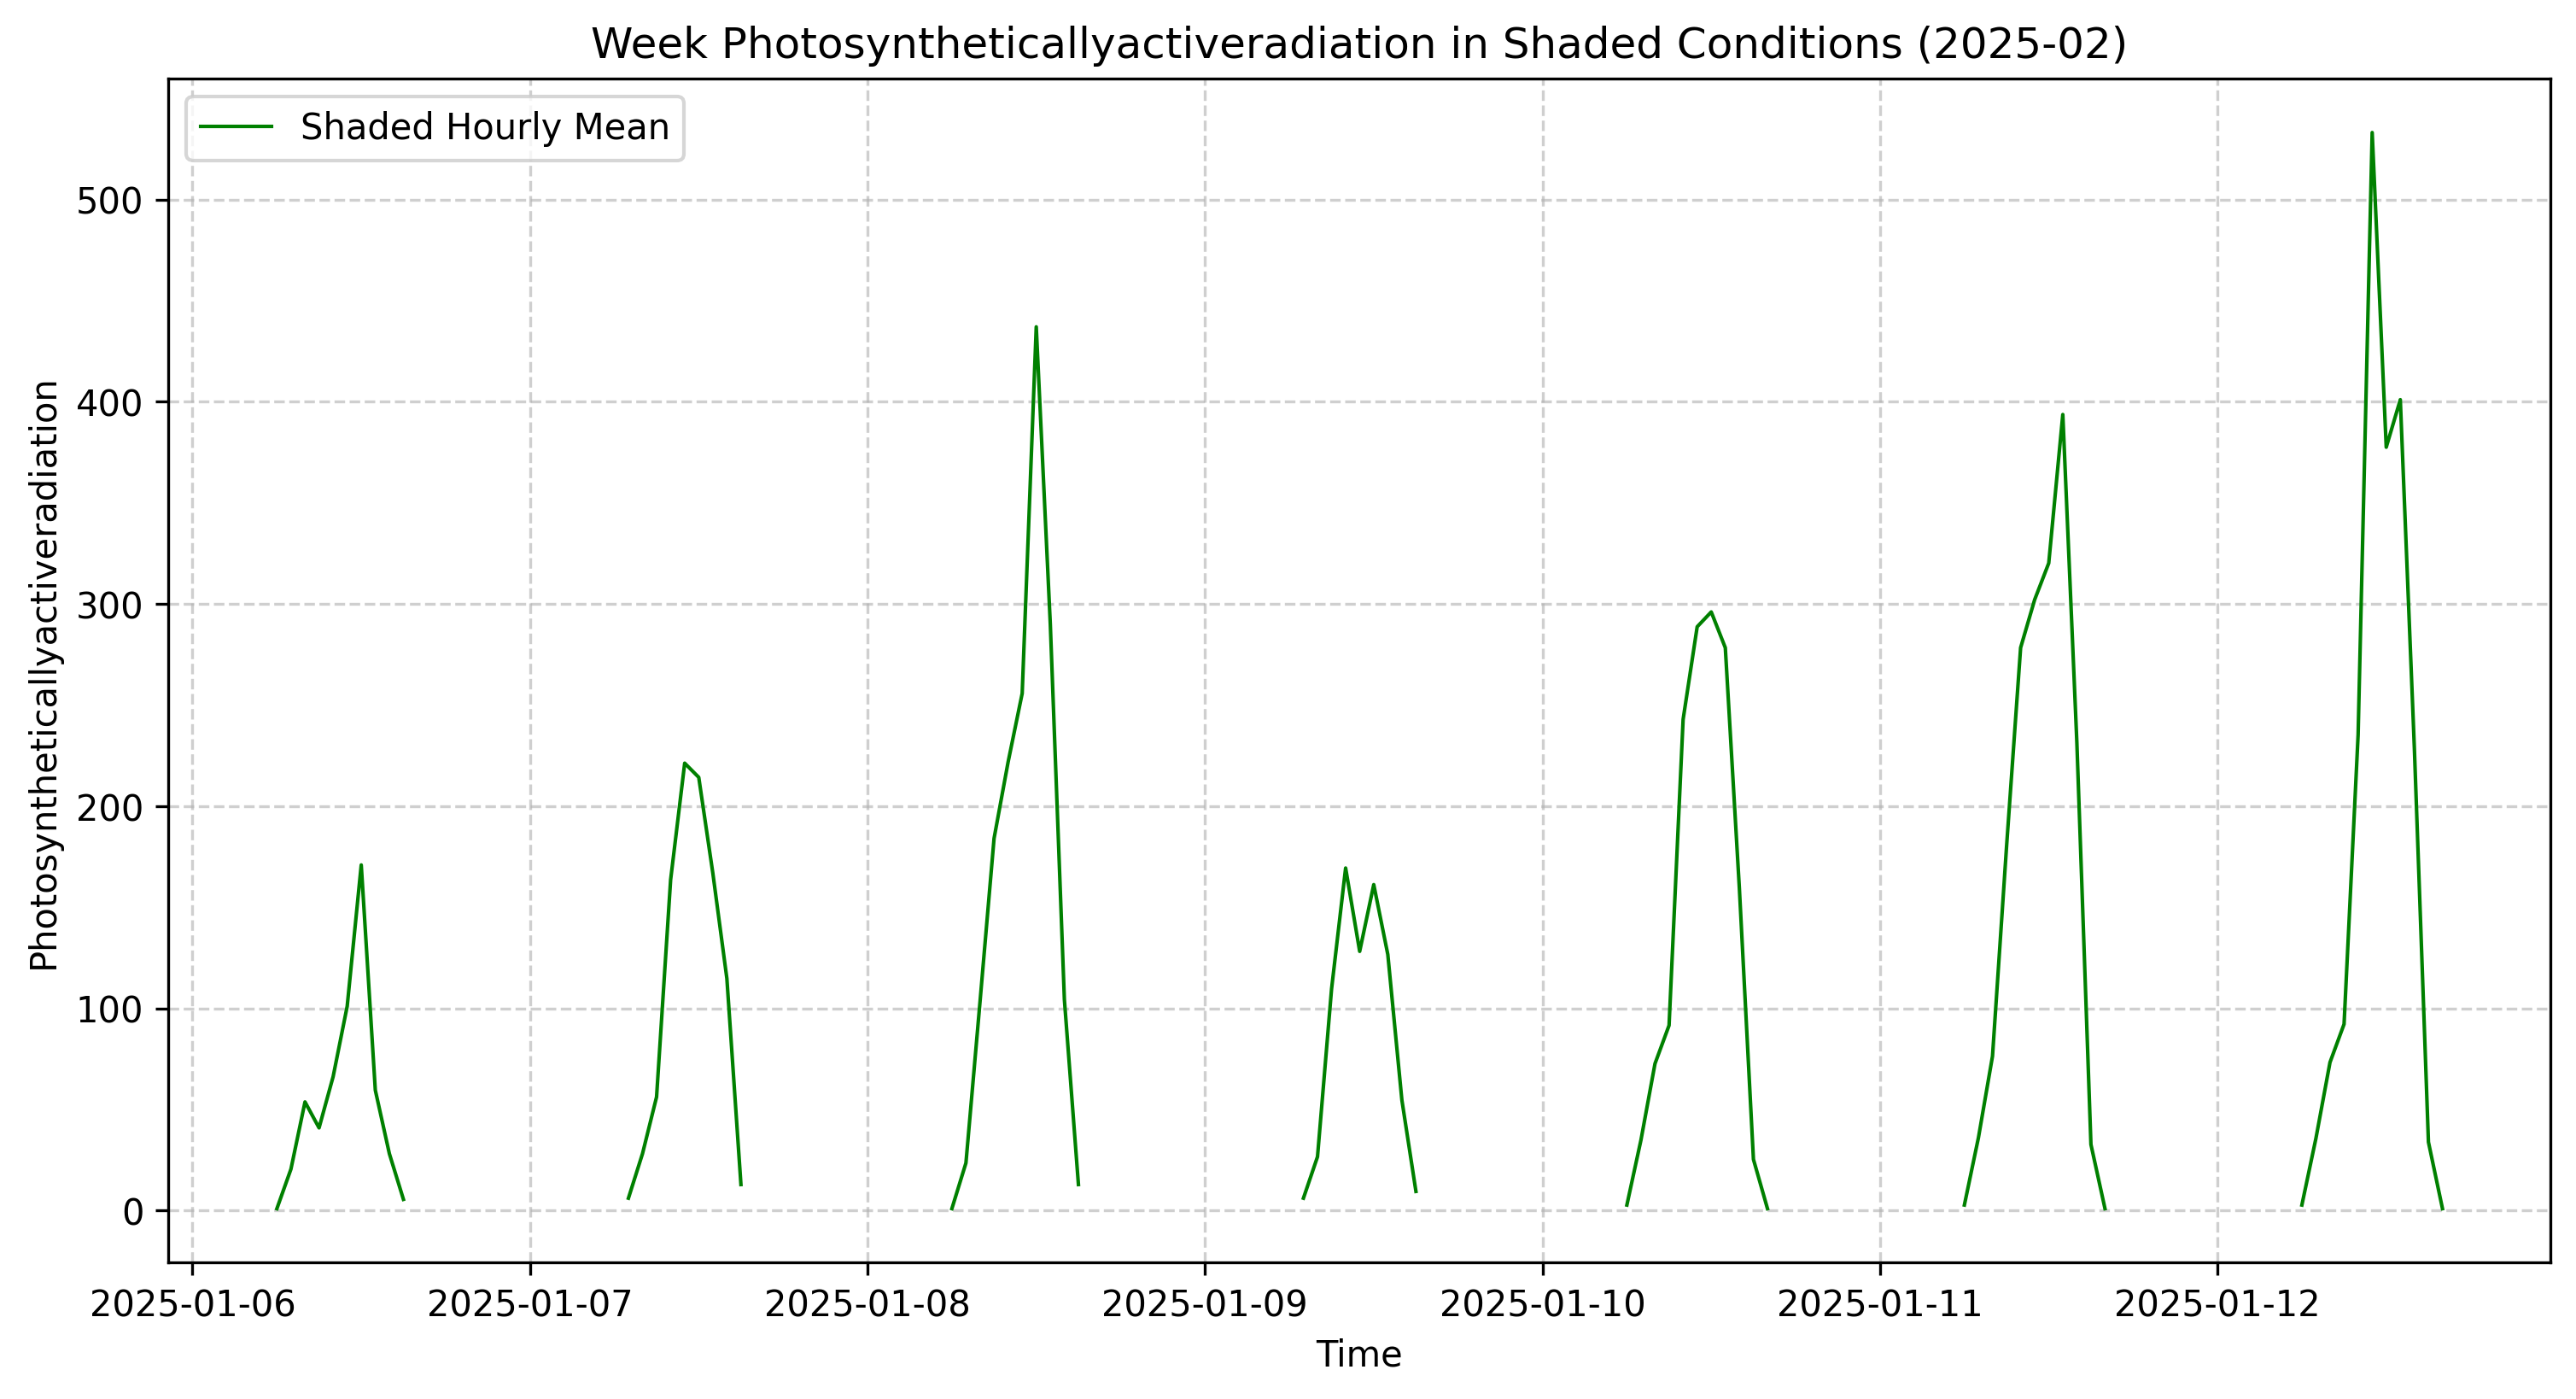 Week Photosyntheticallyactiveradiation in Shaded Conditions (2025-02)
Shaded Hourly Mean
Photosyntheticallyactiveradiation
500
400
300
200
100
0
2025-01-06 2025-01-07 2025-01-08 2025-01-09 2025-01-10 2025-01-11 2025-01-12
Time